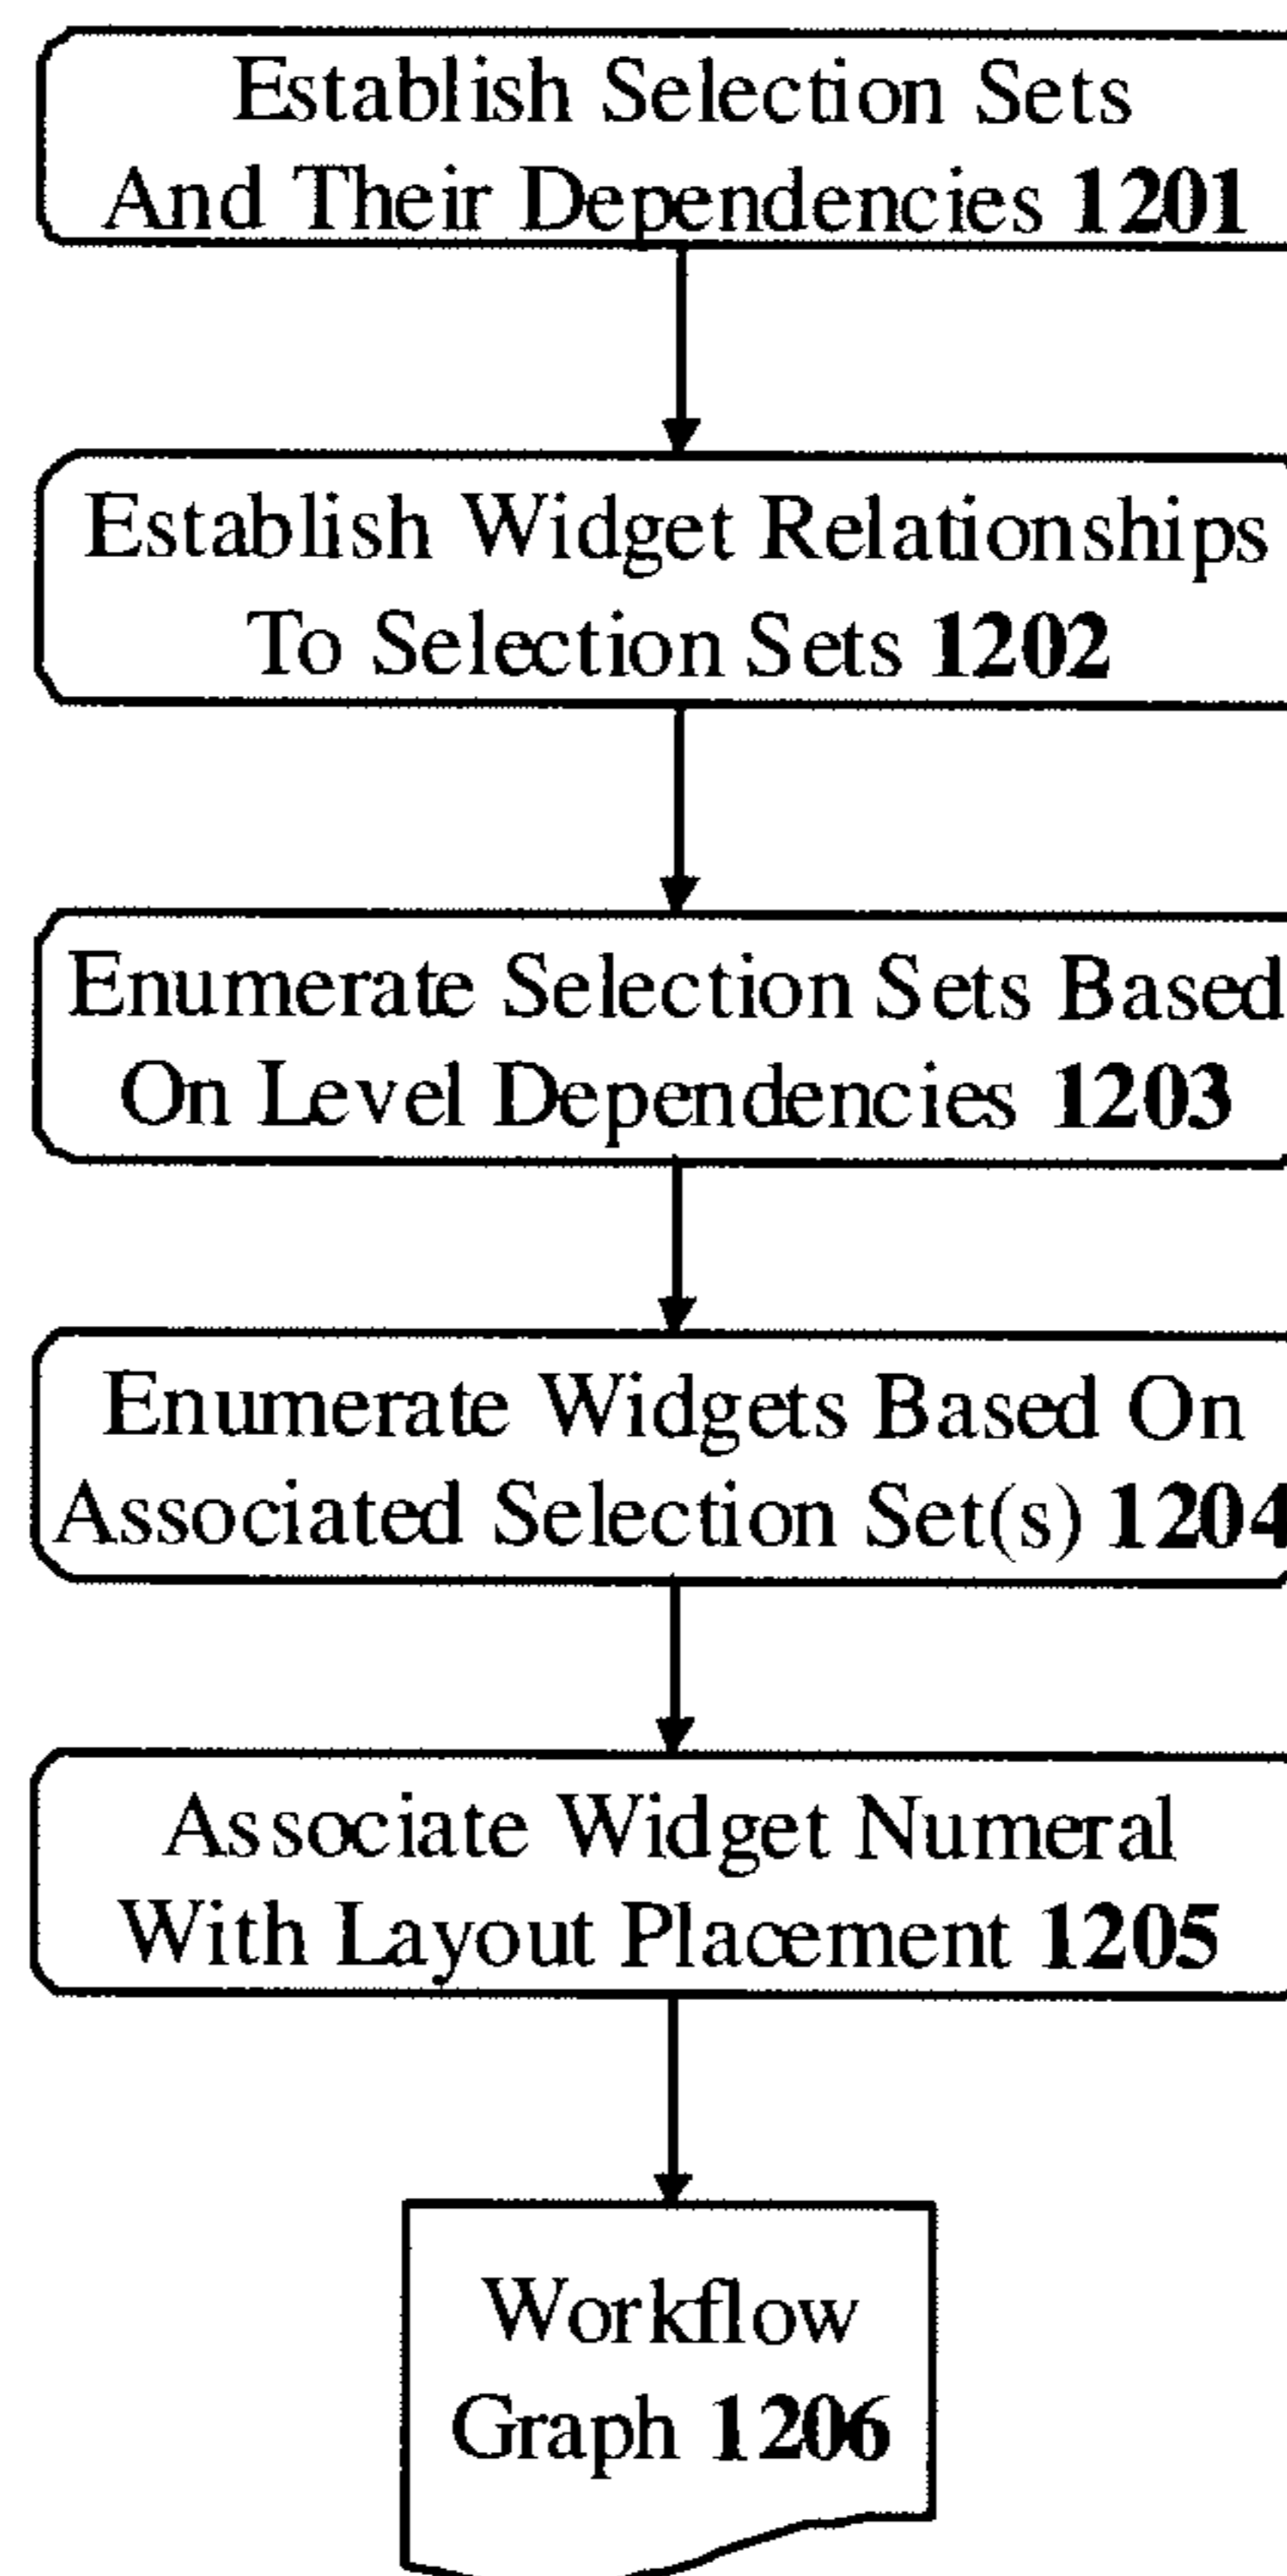 Establish Selection Sets
And Their Dependencies 1201
Establish Widget Relationships
To Selection Sets 1202
Enumerate Selection Sets Based
On Level Dependencies 1203
Enumerate Widgets Based On
Associated Selection Set(s) 1204
Associate Widget Numeral
With Layout Placement 1205
Workflow
Graph 1206